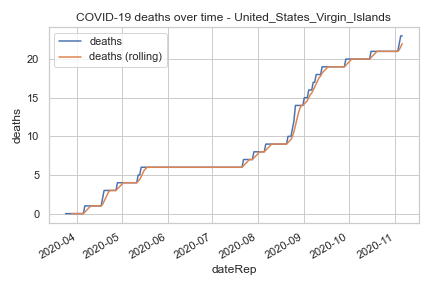 COVID-19 deaths over time - United_States_Virgin_Islands
deaths
deaths (rolling)
deaths
20
15
10
5
0
2020-04
2020-05
2020-06
2020-07
2020-08
2020-09
2020-10
2020-11
dateRep